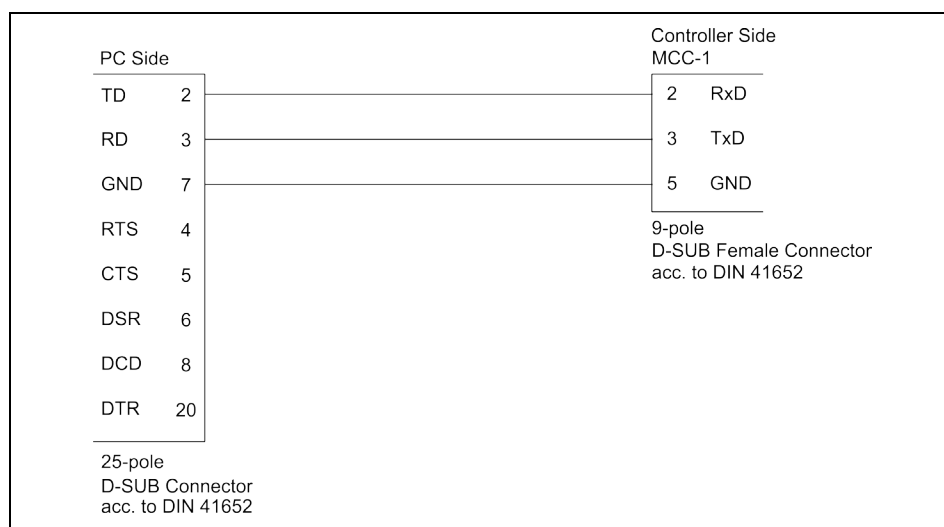 PC Side
TD 2
RD 3
GND 7
RTS 4
CTS 5
DSR 6
DCD 8
DTR 20
25-pole
D-SUB Connector
acc. to DIN 41652
Controller Side
MCC-1
2 RxD
3 TxD
5 GND
9-pole
D-SUB Female Connector
acc. to DIN 41652